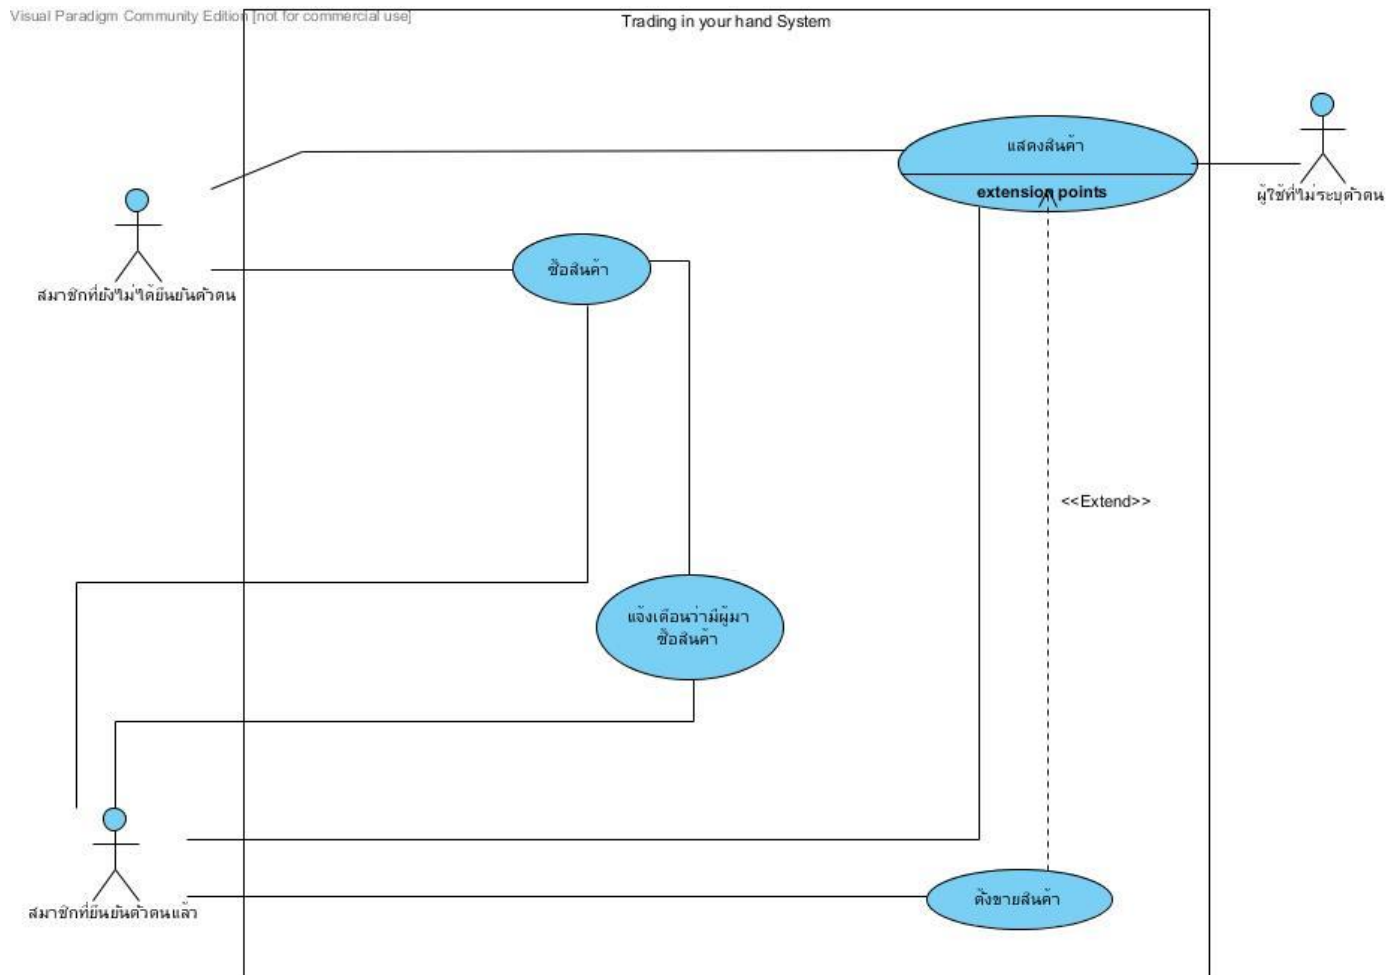 Visual Paradigm Community Edition [not for commercial use]
Trading in your hand System
แสดงสินค้า
extension points
ผู้ใช้ที่ไม่ระบุตัวตน
ซื้อสินค้า
สมาชิกที่ยังไม่ได้ยืนยันตัวตน
<<Extend>>
แจ้งเตือนว่ามีผู้มา
ซื้อสินค้า
ตั้งขายสินค้า
สมาชิกที่ยืนยันตัวตนแล้ว